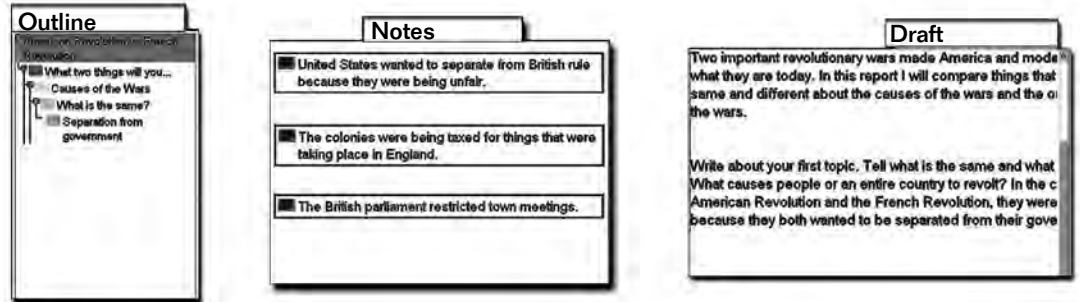 Outline
American Revolution vs French
Revolution
What two things will you...
Causes of the Wars
What is the same?
Separation from
government
Notes
United States wanted to separate from British rule
because they were being unfair.
The colonies were being taxed for things that were
taking place in England.
The British parliament restricted town meetings.
Draft
Two important revolutionary wars made America and mode
what they are today. In this report I will compare things that
same and different about the causes of the wars and the o
the wars.
Write about your first topic. Tell what is the same and what
What causes people or an entire country to revolt? In the c
American Revolution and the French Revolution, they were
because they both wanted to be separated from their gove